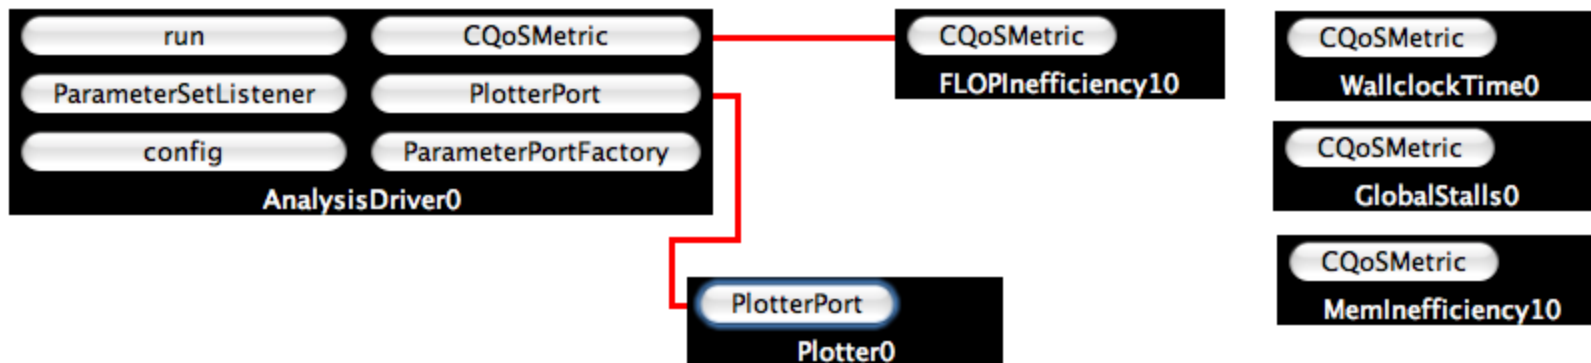 run
CQoSMetric
ParameterSetListener
PlotterPort
config
ParameterPortFactory
AnalysisDriver0
CQoSMetric
FLOPInefficiency10
CQoSMetric
WallclockTime0
CQoSMetric
GlobalStalls0
CQoSMetric
MemInefficiency10
PlotterPort
Plotter0